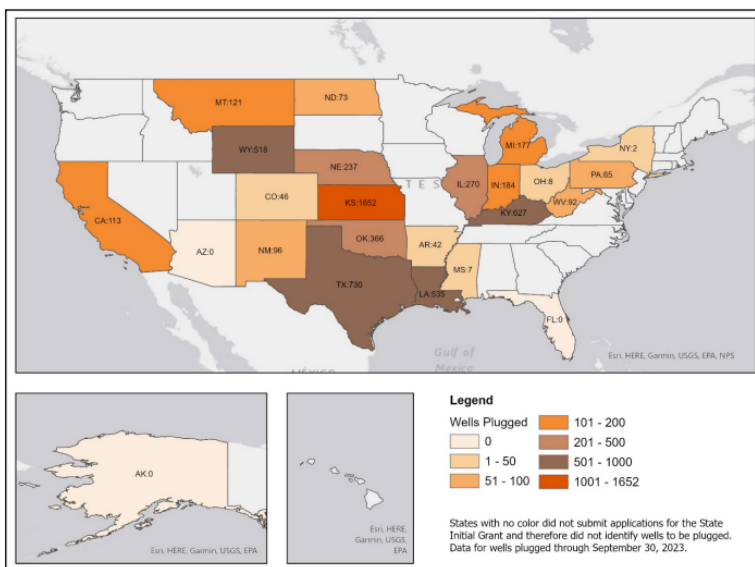 MT:121
ND:73
WY:518
NE:237
CO:46
KS:1652
CA:113
AZ:0
NM:96
OK:366
TX:730
AR:42
LA:535
MS:7
IL:270
IN:184
MI:177
OH:8
KY:627
WV:92
PA:85
NY:2
FL:0
T E S
MÉXICO
Gulf of
Mexico
Esri, HERE, Garmin, USGS, EPA, NPS
AK:0
Esri, HERE, Garmin, USGS, EPA
Esri, HERE,
Garmin, USGS,
EPA
Legend
Wells Plugged
0
1 - 50
51 - 100
101 - 200
201 - 500
501 - 1000
1001 - 1652
States with no color did not submit applications for the State
Initial Grant and therefore did not identify wells to be plugged.
Data for wells plugged through September 30, 2023.